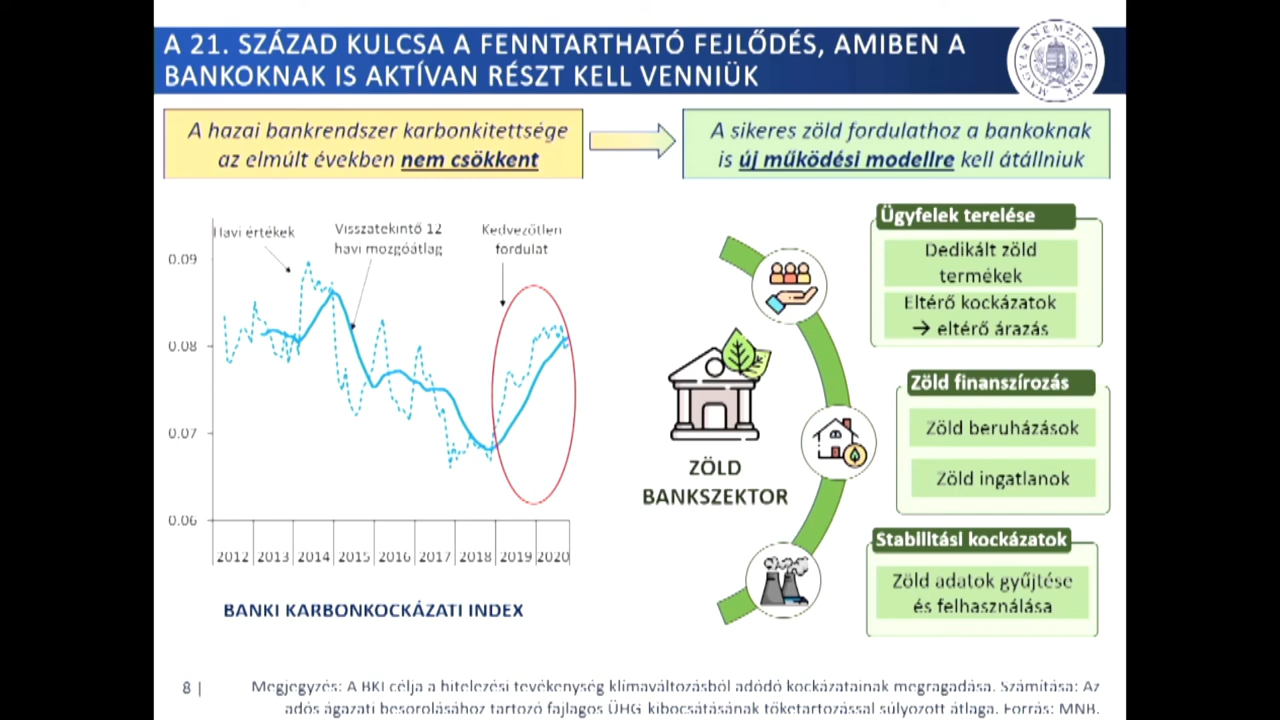 A 21. SZÁZAD KULCSA A FENNTARTHATÓ FEJLŐDÉS, AMIBEN A
BANKOKNAK IS AKTÍVAN RÉSZT KELL VENNIÜK
MAGYAR NEMZETI BANK
A hazai bankrendszer karbonkitettsége
az elmúlt években nem csökkent
A sikeres zöld fordulathoz a bankoknak
is új működési modellre kell átállniuk
Havi értékek
Visszatekintő 12
havi mozgóátlag
Kedvezőtlen
fordulat
0.09
0.08
0.07
0.06
2012 2013 2014 2015 2016 2017 2018 2019 2020
BANKI KARBONKOCKÁZATI INDEX
ZÖLD
BANKSZEKTOR
Ügyfelek terelése
Dedikált zöld
termékek
Eltérő kockázatok
→ eltérő árazás
Zöld finanszírozás
Zöld beruházások
Zöld ingatlanok
Stabilitási kockázatok
Zöld adatok gyűjtése
és felhasználása
8 |
Megjegyzés: A BKI célja a hitelezési tevékenység klímaváltozásból adódó kockázatainak megragadása. Számítása: Az
adós ágazati besorolásához tartozó fajlagos ÜHG-kibocsátásának tőketartozással súlyozott átlaga. Forrás: MNB.